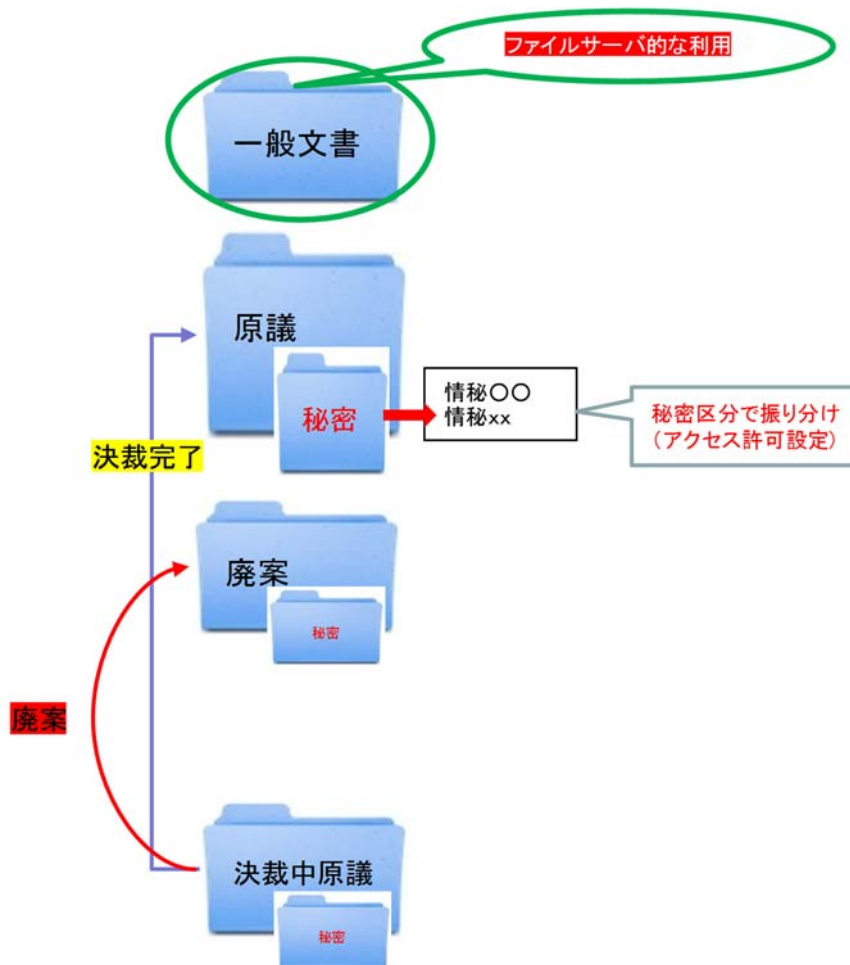 ファイルサーバ的な利用
一般文書
原議
秘密
情秘〇〇
情秘xx
秘密区分で振り分け
（アクセス許可設定）
決裁完了
廃案
秘密
廃案
決裁中原議
秘密